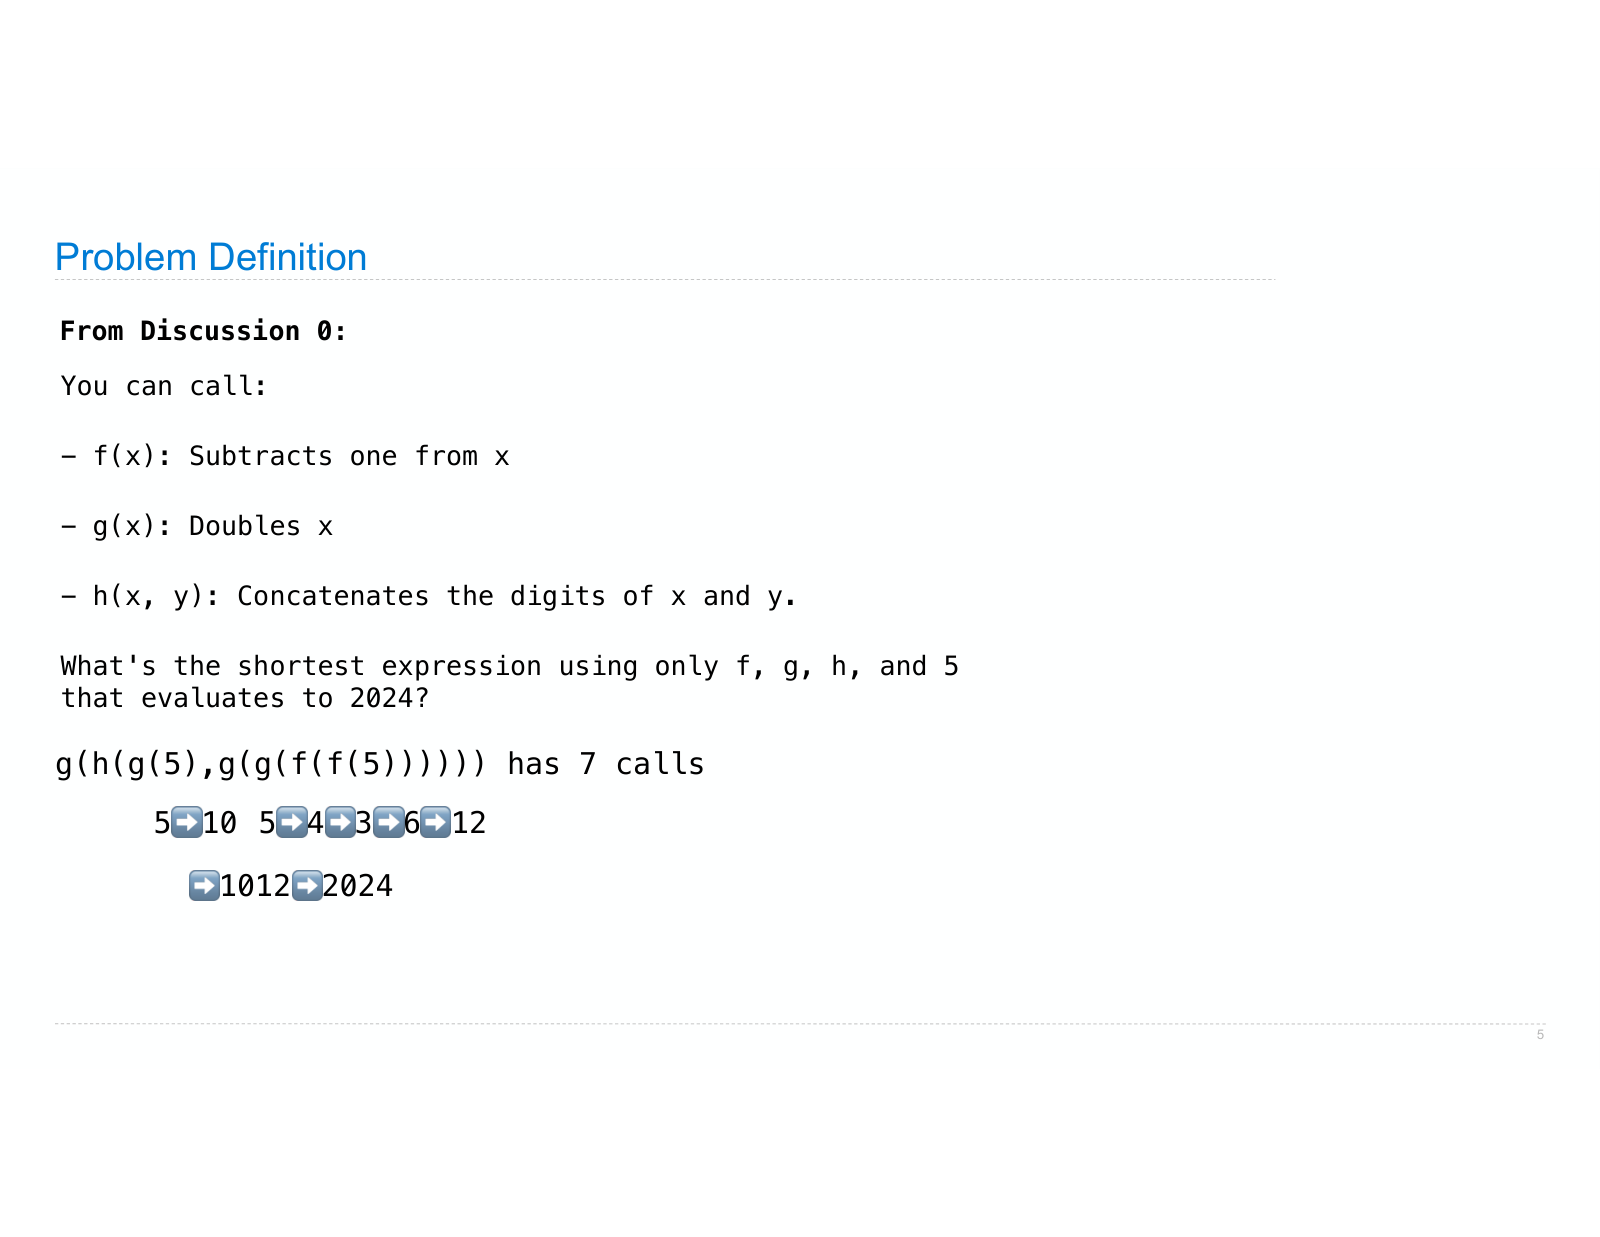 Problem Definition
From Discussion 0:
You can call:
− f(x): Subtracts one from x
− g(x): Doubles x
− h(x, y): Concatenates the digits of x and y.
What's the shortest expression using only f, g, h, and 5
that evaluates to 2024?
g(h(g(5),g(g(f(f(5)))))) has 7 calls
5➡️10 5➡️4➡️3➡️6➡️12
➡️1012➡️2024
5